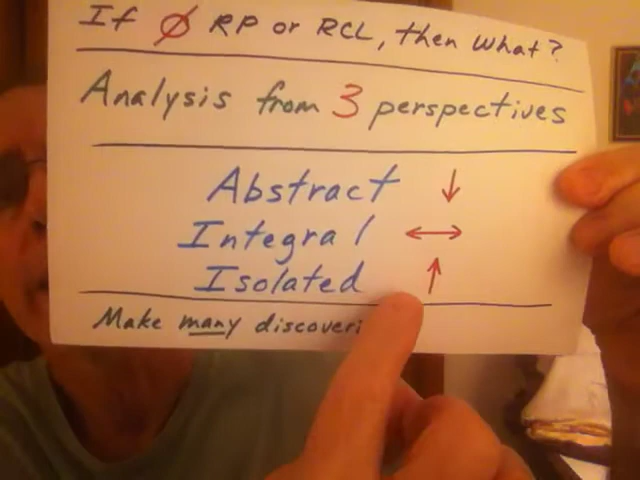 If Ø RP or RCL, then what?
Analysis from 3 perspectives
Abstract ↓
Integral ↔
Isolated ↑
Make many